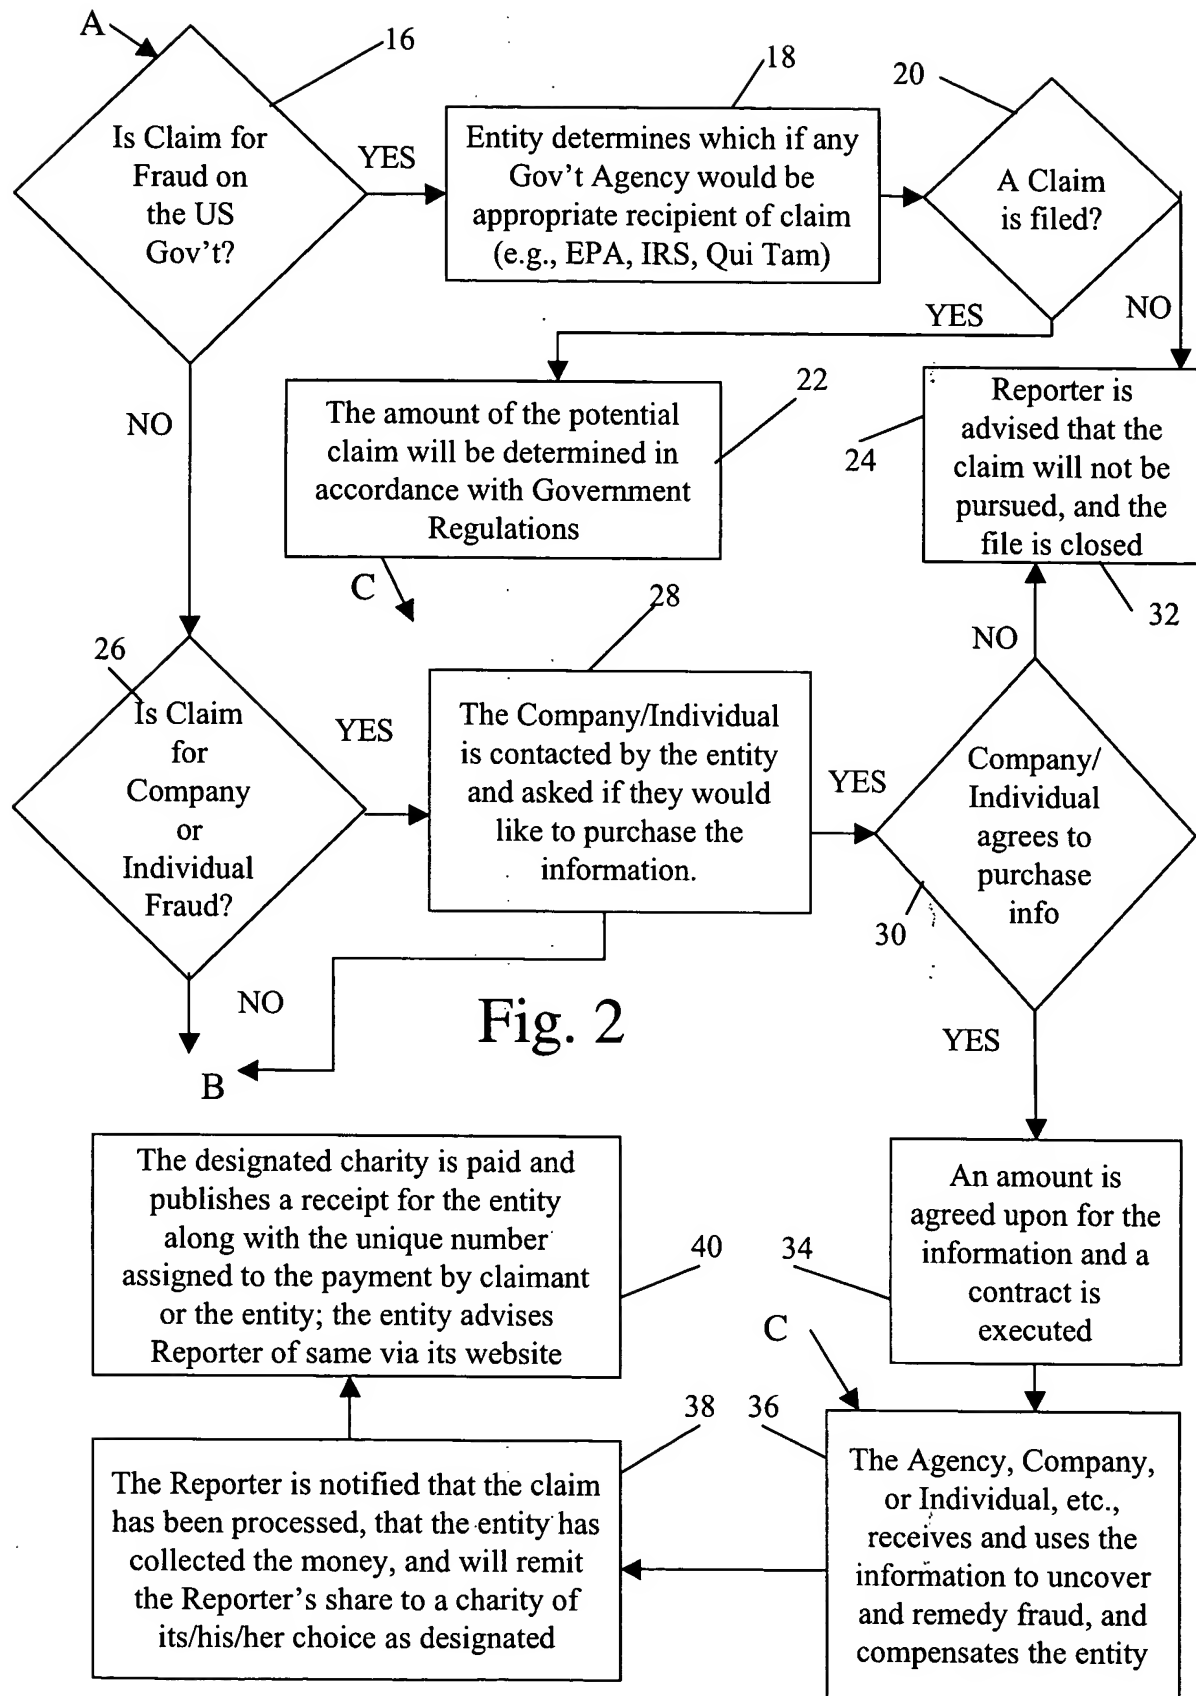 A
16
Is Claim for
Fraud on
the US
Gov't?
YES
18
Entity determines which if any
Gov't Agency would be
appropriate recipient of claim
(e.g., EPA, IRS, Qui Tam)
20
A Claim
is filed?
YES
NO
NO
22
The amount of the potential
claim will be determined in
accordance with Government
Regulations
C
24
Reporter is
advised that the
claim will not be
pursued, and the
file is closed
32
NO
26
Is Claim
for
Company
or
Individual
Fraud?
YES
28
The Company/Individual
is contacted by the entity
and asked if they would
like to purchase the
information.
YES
Company/
Individual
agrees to
purchase
info
30
NO
B
Fig. 2
YES
An amount is
agreed upon for the
information and a
contract is
executed
34
C
36
The Agency, Company,
or Individual, etc.,
receives and uses the
information to uncover
and remedy fraud, and
compensates the entity
38
The Reporter is notified that the claim
has been processed, that the entity has
collected the money, and will remit
the Reporter's share to a charity of
its/his/her choice as designated
40
The designated charity is paid and
publishes a receipt for the entity
along with the unique number
assigned to the payment by claimant
or the entity; the entity advises
Reporter of same via its website